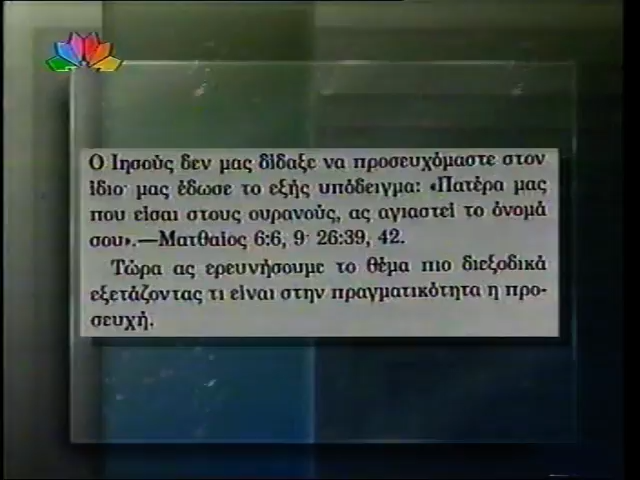 Ο Ιησούς δεν μας δίδαξε να προσευχόμαστε στον
ίδιο· μας έδωσε το εξής υπόδειγμα: «Πατέρα μας
που είσαι στους ουρανούς, ας αγιαστεί το όνομά
σου».—Ματθαίος 6:6, 9· 26:39, 42.
Τώρα ας ερευνήσουμε το θέμα πιο διεξοδικά
εξετάζοντας τι είναι στην πραγματικότητα η προ-
σευχή.